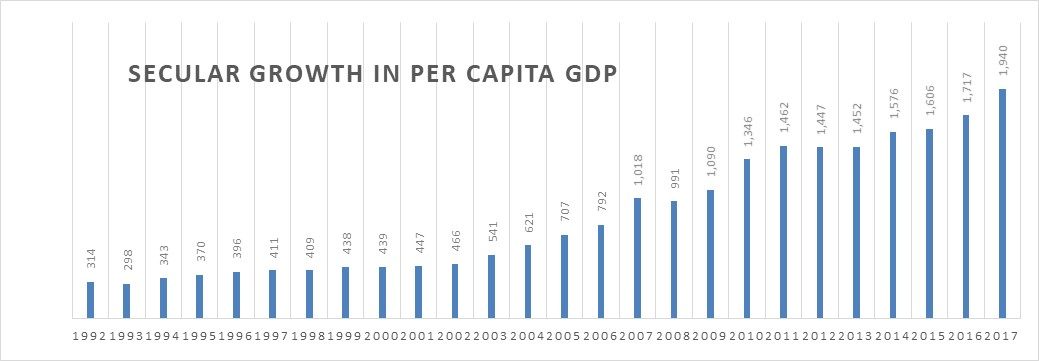 SECULAR GROWTH IN PER CAPITA GDP
314 298 343 370 396 411 409 438 439 447 466 541 621 707 792 1,018 991 1,090 1,346 1,462 1,447 1,452 1,576 1,606 1,717 1,940
1992 1993 1994 1995 1996 1997 1998 1999 2000 2001 2002 2003 2004 2005 2006 2007 2008 2009 2010 2011 2012 2013 2014 2015 2016 2017